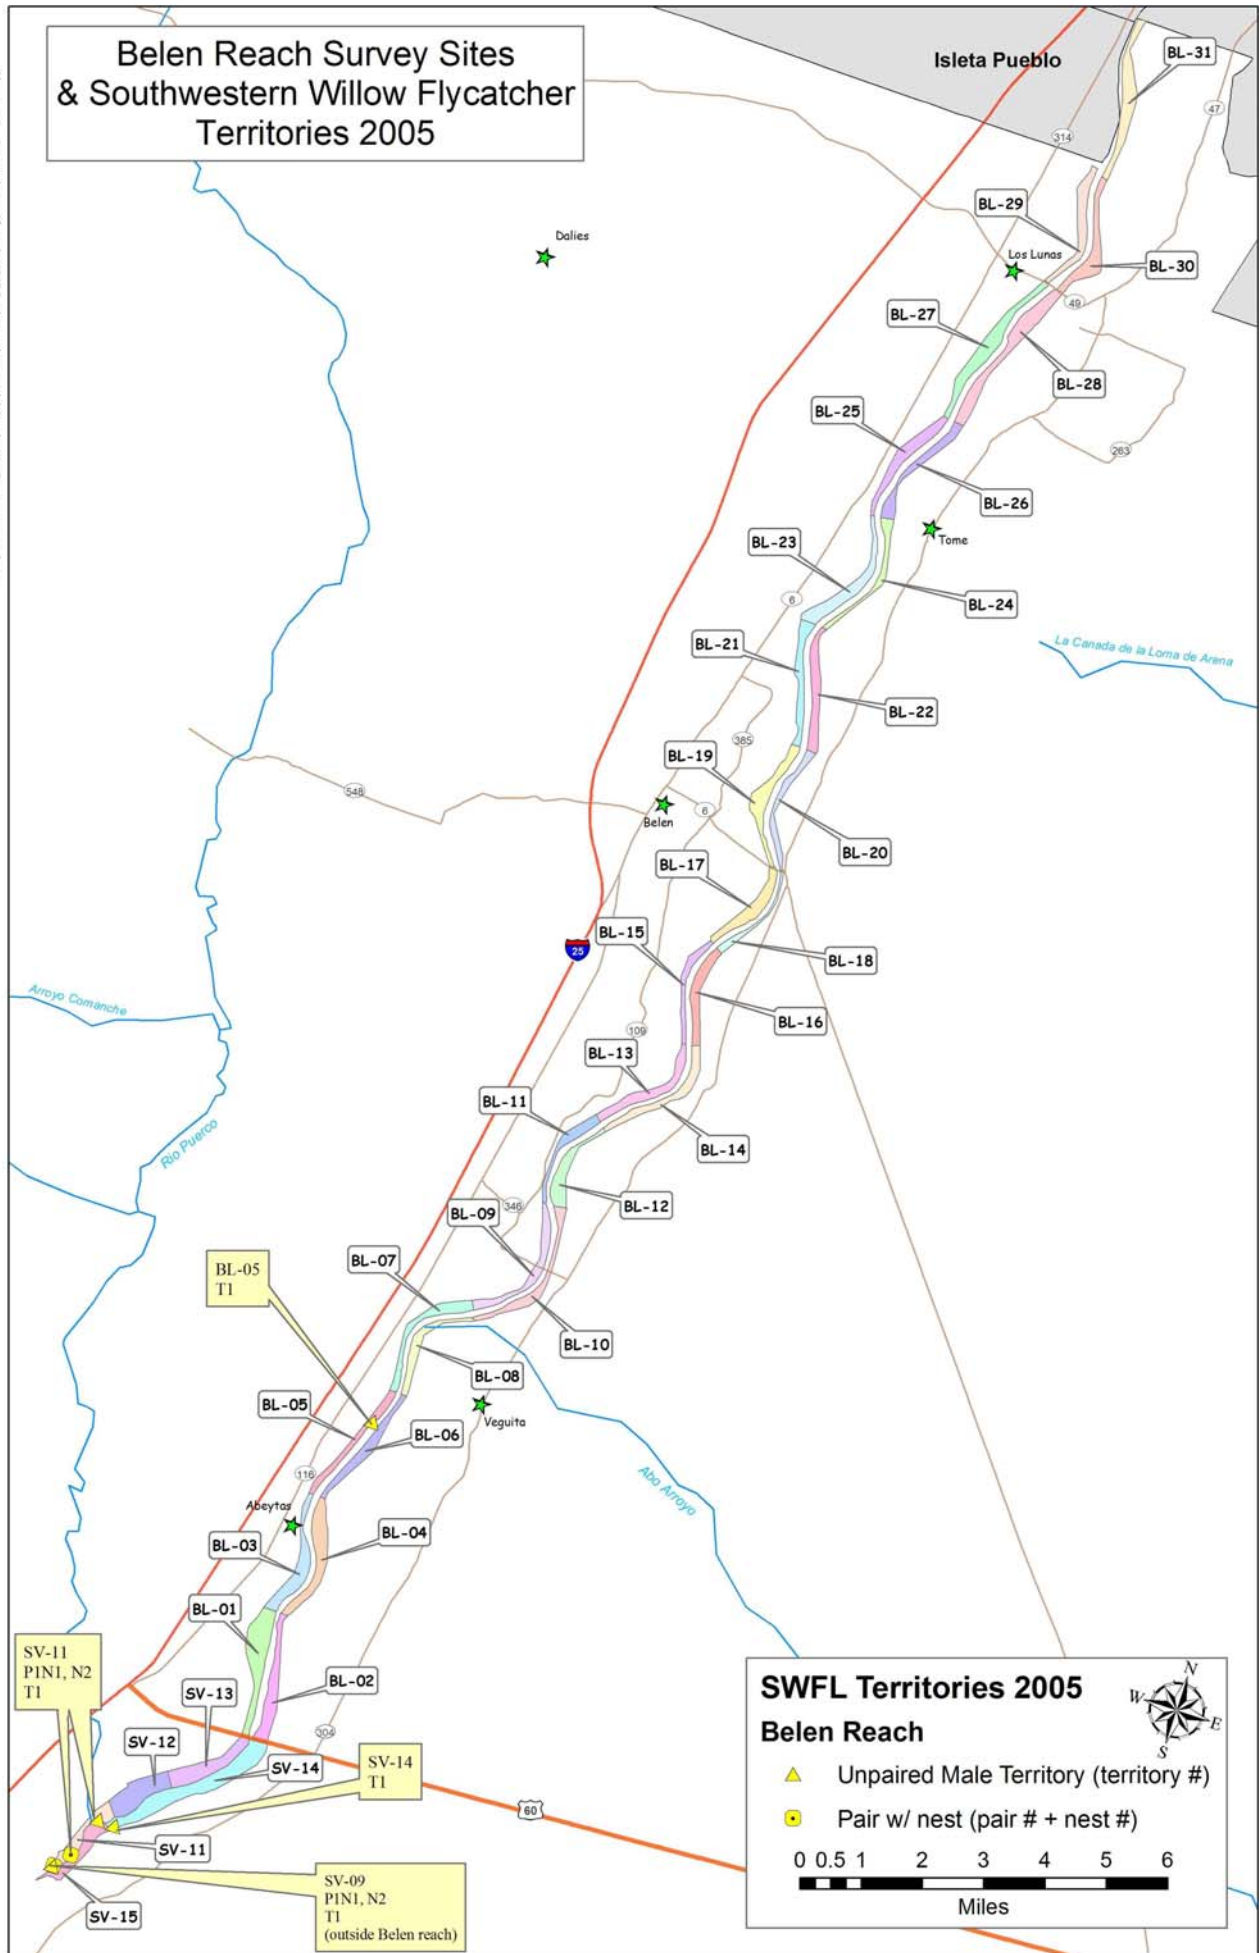 Belen Reach Survey Sites
& Southwestern Willow Flycatcher
Territories 2005
Isleta Pueblo
BL-31
47
314
BL-29
Dalies
Los Lunas
BL-30
49
BL-27
BL-28
BL-25
263
BL-26
Tome
BL-23
6
BL-24
BL-21
La Canada de la Loma de Arena
BL-22
385
BL-19
548
6
Belen
BL-20
BL-17
BL-15
25
BL-18
Arroyo Comanche
BL-16
109
BL-13
BL-11
Rio Puerco
BL-14
346
BL-12
BL-09
BL-07
BL-05
T1
BL-10
BL-08
BL-05
Veguita
BL-06
116
Abo Arroyo
Abeytas
BL-04
BL-03
BL-01
SV-11
P1N1, N2
T1
BL-02
SV-13
304
SV-12
SV-14
SV-14
T1
60
SV-11
SV-09
P1N1, N2
T1
(outside Belen reach)
SV-15
SWFL Territories 2005
Belen Reach
N
W
E
S
Unpaired Male Territory (territory #)
Pair w/ nest (pair # + nest #)
0 0.5 1 2 3 4 5 6
Miles